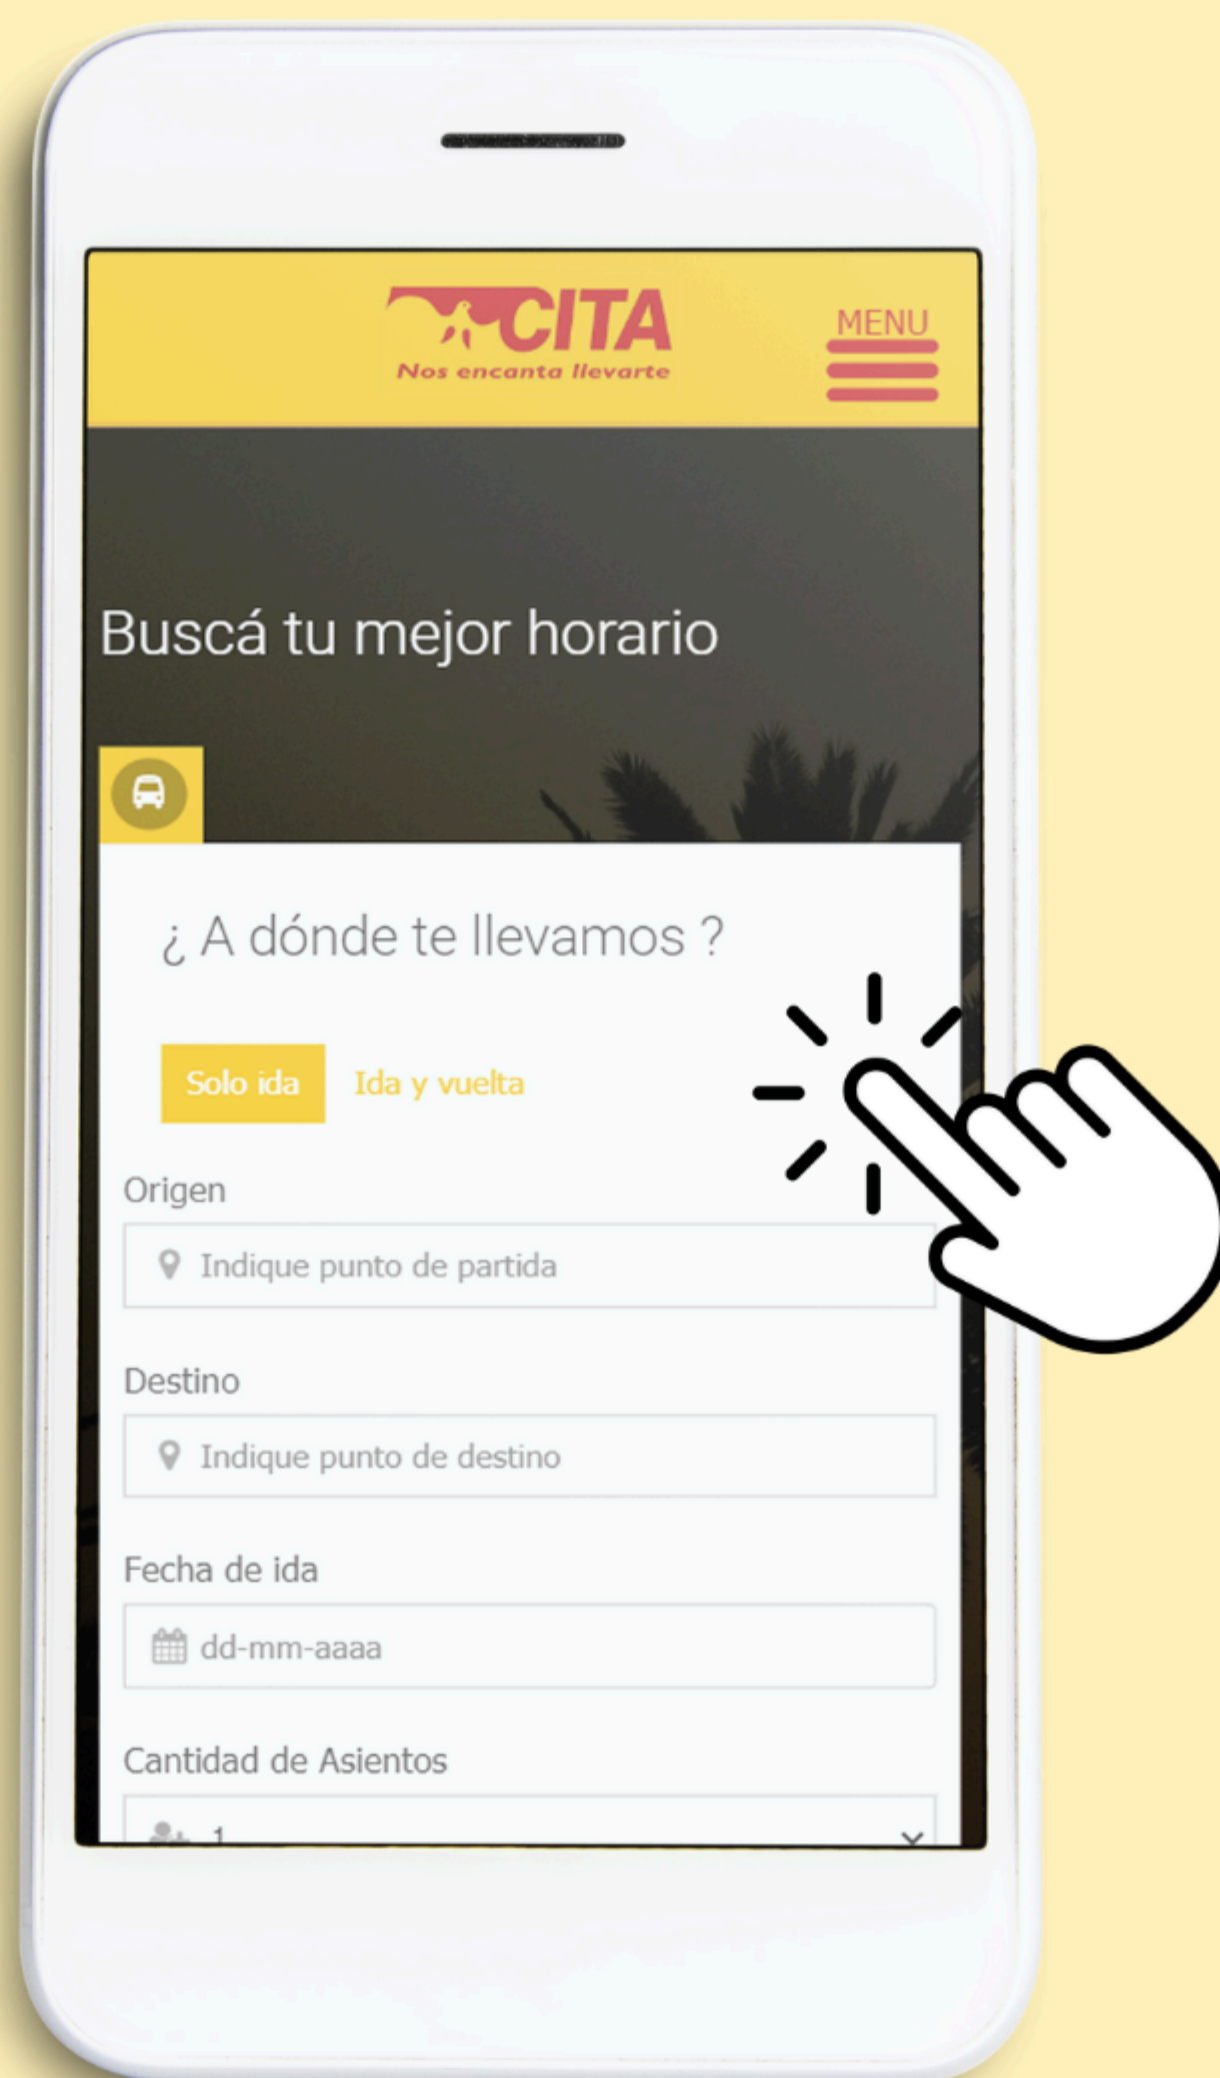 CITA
Nos encanta llevarte
MENU
Buscá tu mejor horario
¿ A dónde te llevamos ?
Solo ida
Ida y vuelta
Origen
Indique punto de partida
Destino
Indique punto de destino
Fecha de ida
dd-mm-aaaa
Cantidad de Asientos
1